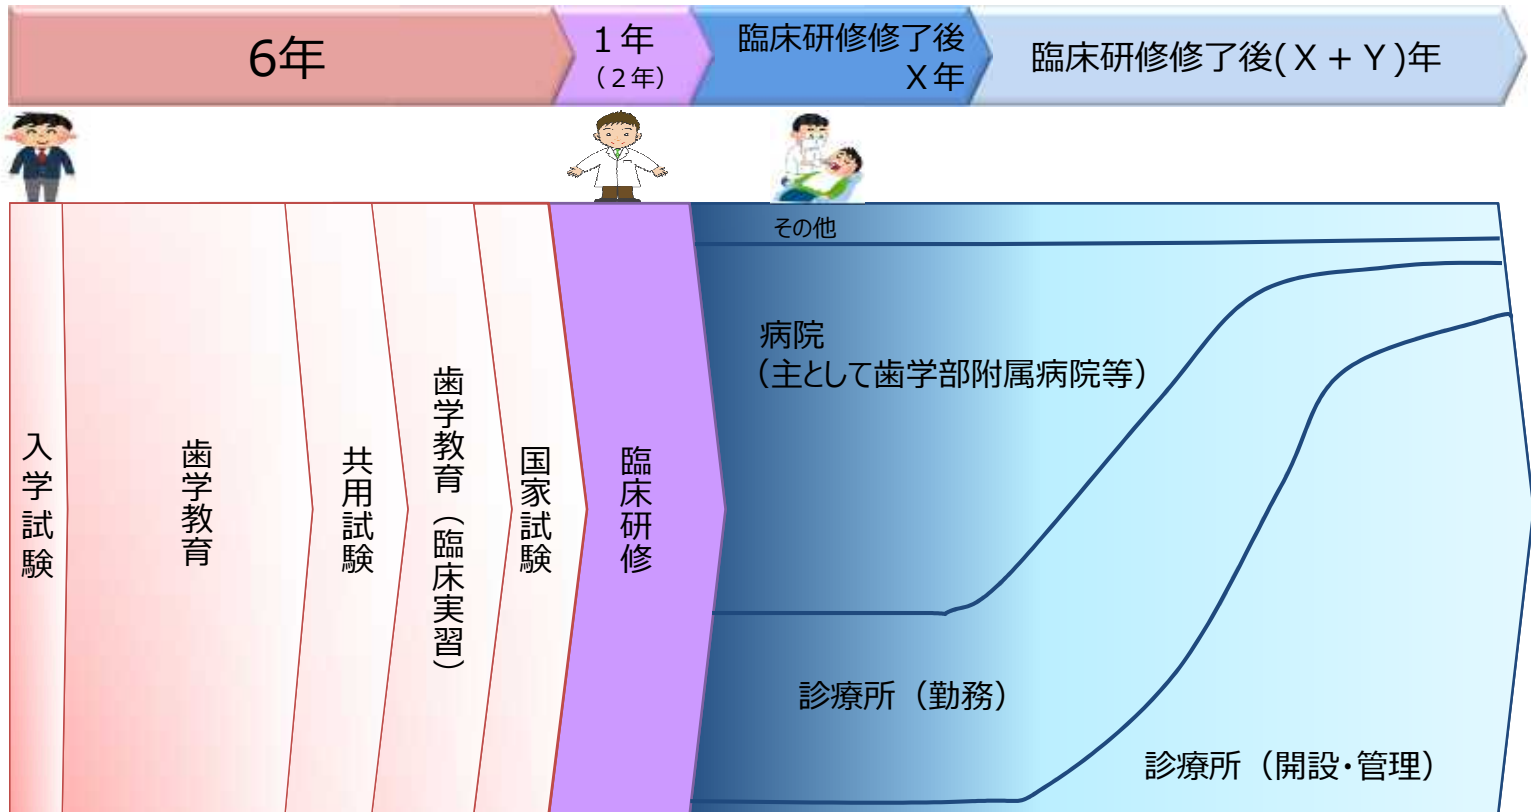 6年
１年
（２年）
臨床研修修了後
Ｘ年
臨床研修修了後(Ｘ + Ｙ)年
入学試験
歯学教育
共用試験
歯学教育（臨床実習）
国家試験
臨床研修
その他
病院
（主として歯学部附属病院等）
診療所（勤務）
診療所（開設・管理）